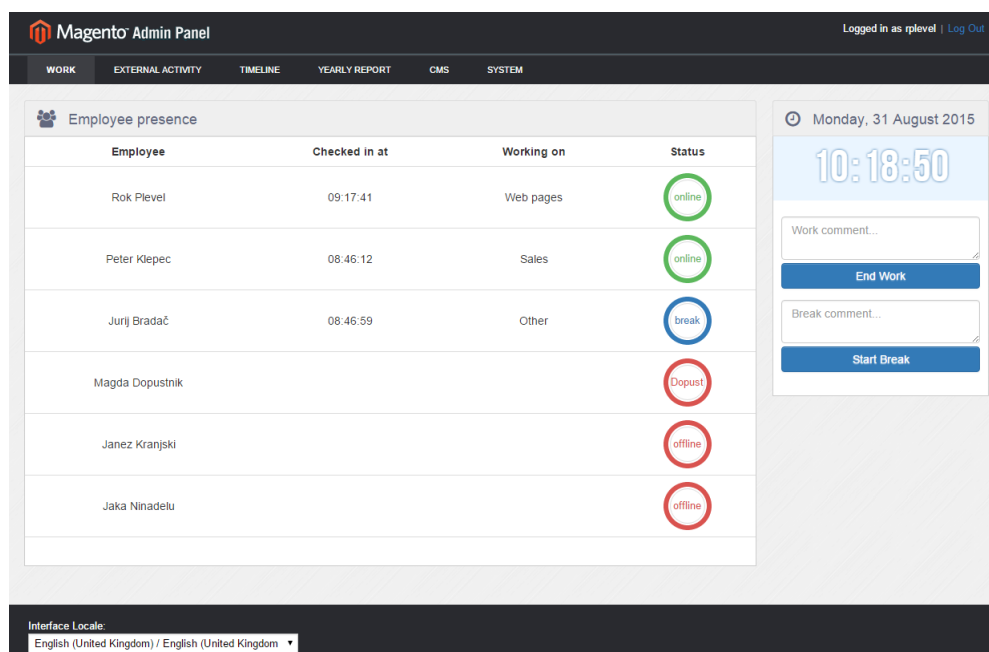 Magento Admin Panel
Logged in as rplevel | Log Out
WORK EXTERNAL ACTIVITY TIMELINE YEARLY REPORT CMS SYSTEM
Employee presence
Employee Checked in at Working on Status
Rok Plevel 09:17:41 Web pages online
Peter Klepec 08:46:12 Sales online
Jurij Bradač 08:46:59 Other break
Magda Dopustnik Dopust
Janez Kranjski offline
Jaka Ninadelu offline
Monday, 31 August 2015
10:18:50
Work comment...
End Work
Break comment...
Start Break
Interface Locale:
English (United Kingdom) / English (United Kingdom